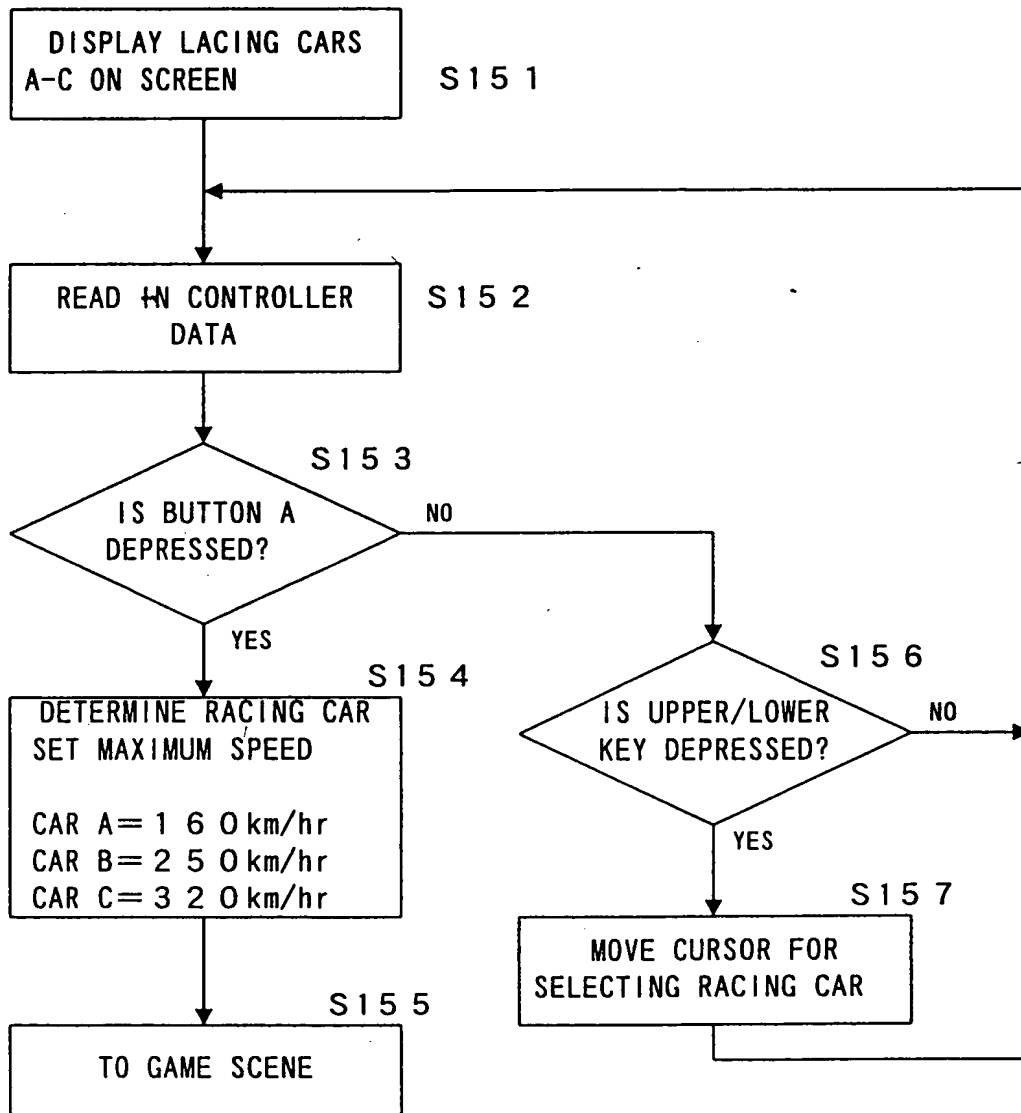 DISPLAY LACING CARS
A-C ON SCREEN
S151
READ IN CONTROLLER
DATA
S152
S153
IS BUTTON A
DEPRESSED?
NO
YES
S154
DETERMINE RACING CAR
SET MAXIMUM SPEED
CAR A=160km/hr
CAR B=250km/hr
CAR C=320km/hr
S155
TO GAME SCENE
S156
IS UPPER/LOWER
KEY DEPRESSED?
NO
YES
S157
MOVE CURSOR FOR
SELECTING RACING CAR